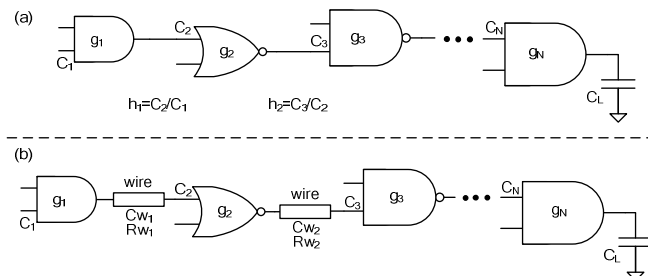 (a)
g1
C1
C2
g2
C3
g3
CN
gN
CL
h1=C2/C1
h2=C3/C2
(b)
g1
C1
wire
Cw1
Rw1
C2
g2
wire
Cw2
Rw2
C3
g3
CN
gN
CL